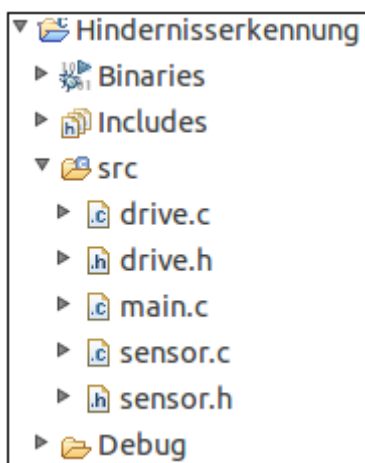 Hindernisserkennung
Binaries
Includes
src
drive.c
drive.h
main.c
sensor.c
sensor.h
Debug